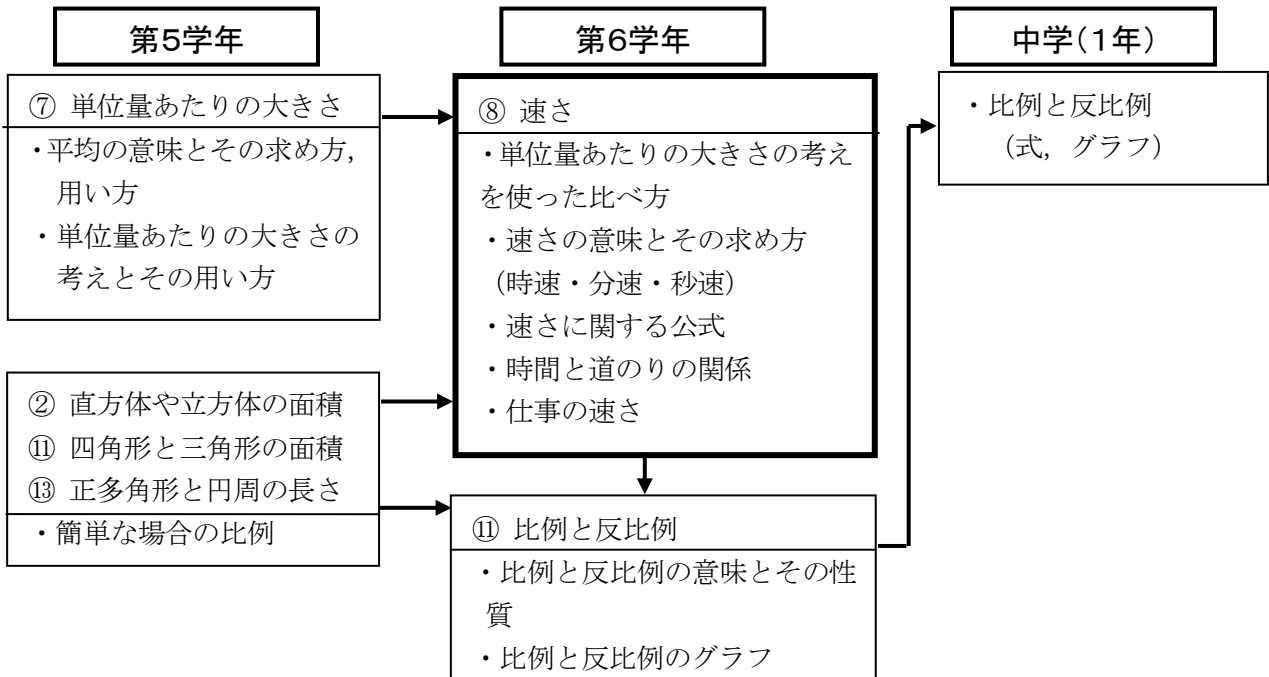 第5学年
⑦ 単位量あたりの大きさ
・平均の意味とその求め方,
用い方
・単位量あたりの大きさの
考えとその用い方
② 直方体や立方体の面積
⑪ 四角形と三角形の面積
⑬ 正多角形と円周の長さ
・簡単な場合の比例
第6学年
⑧ 速さ
・単位量あたりの大きさの考え
を使った比べ方
・速さの意味とその求め方
(時速・分速・秒速)
・速さに関する公式
・時間と道のりの関係
・仕事の速さ
⑪ 比例と反比例
・比例と反比例の意味とその性
質
・比例と反比例のグラフ
中学(1年)
・比例と反比例
(式, グラフ)